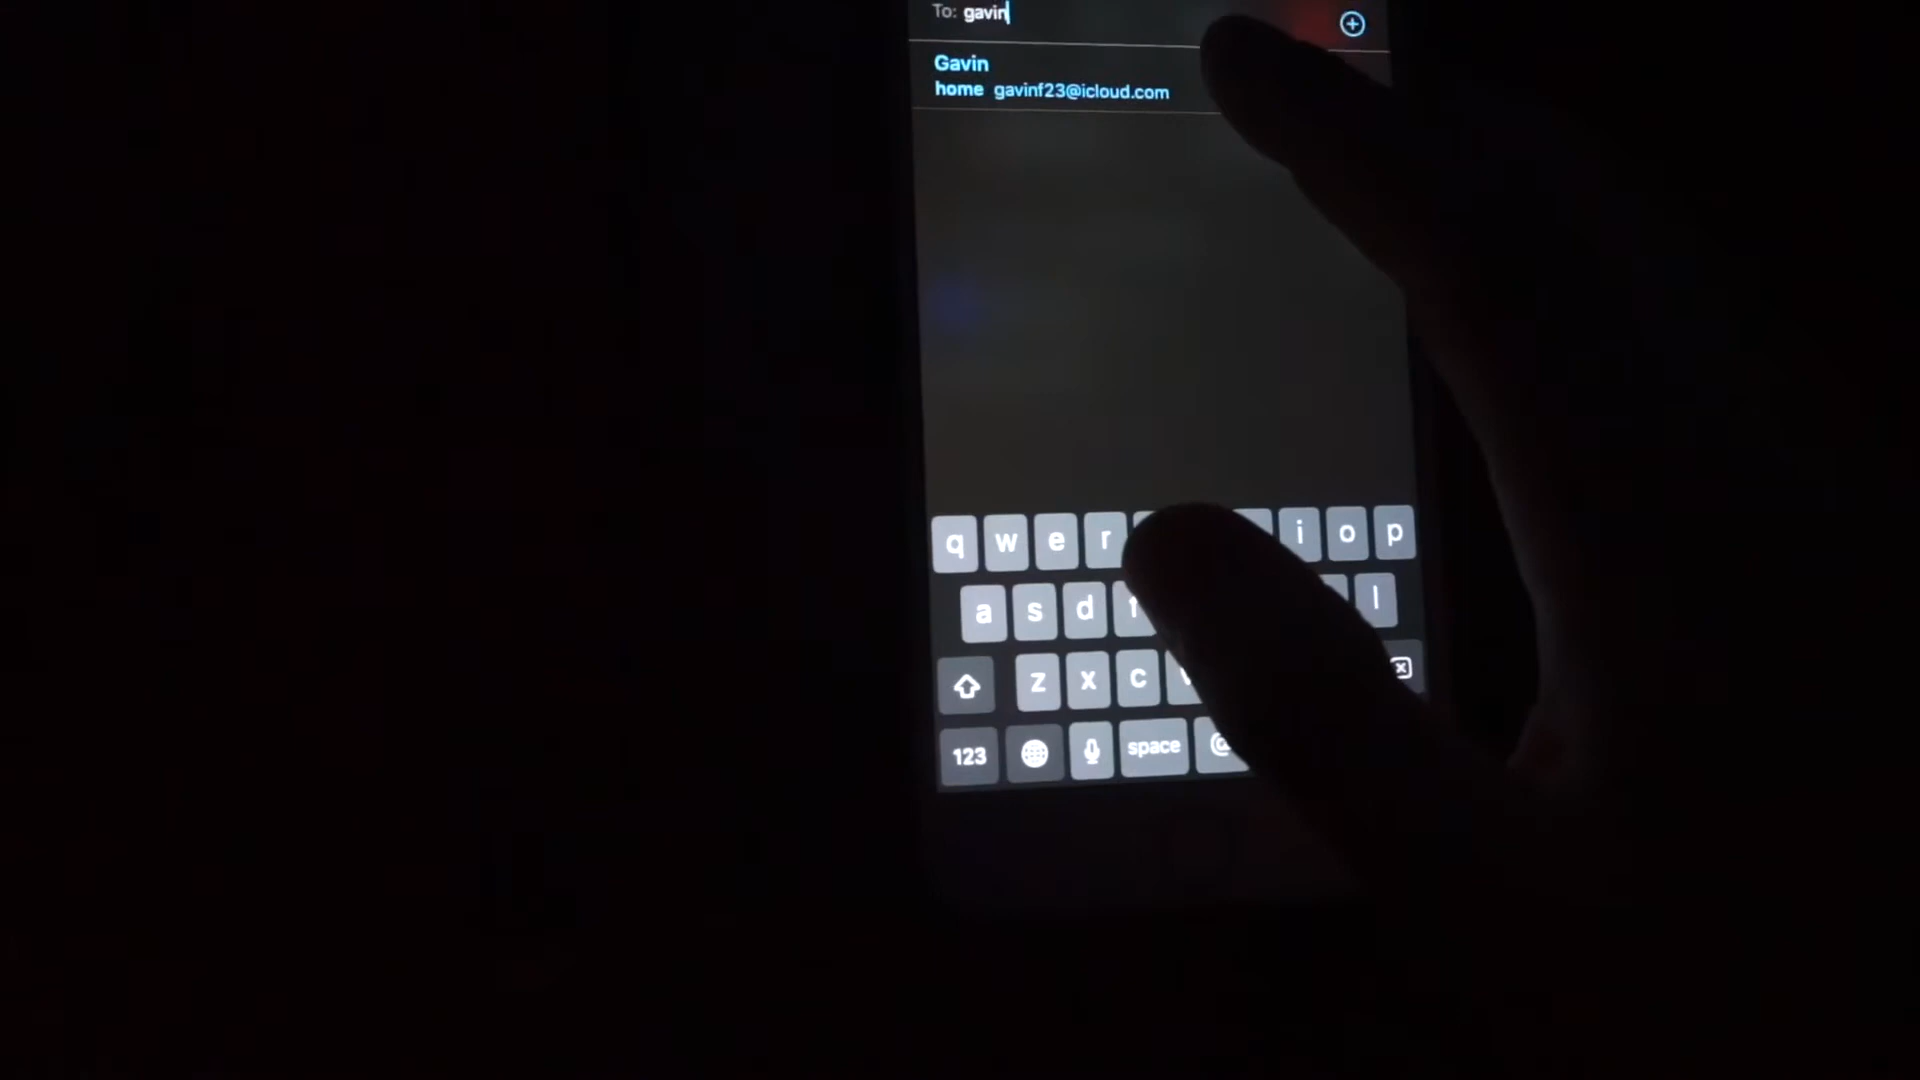 To: gavin
Gavin
home gavinf23@icloud.com
q w e r i o p
a s d f l
z x c v
123 space @